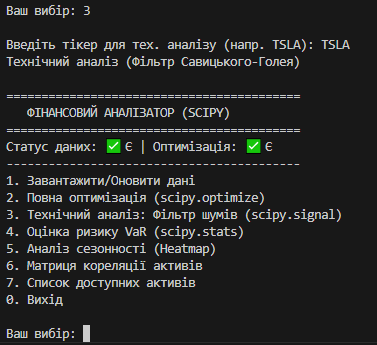 Ваш вибір: 3
Введіть тікер для тех. аналізу (напр. TSLA): TSLA
Технічний аналіз (Фільтр Савицького-Голея)
==========================================
ФІНАНСОВИЙ АНАЛІЗАТОР (SCIPY)
==========================================
Статус даних: ✅ Є | Оптимізація: ✅ Є
------------------------------------------
1. Завантажити/Оновити дані
2. Повна оптимізація (scipy.optimize)
3. Технічний аналіз: Фільтр шумів (scipy.signal)
4. Оцінка ризику VaR (scipy.stats)
5. Аналіз сезонності (Heatmap)
6. Матриця кореляції активів
7. Список доступних активів
0. Вихід
Ваш вибір: